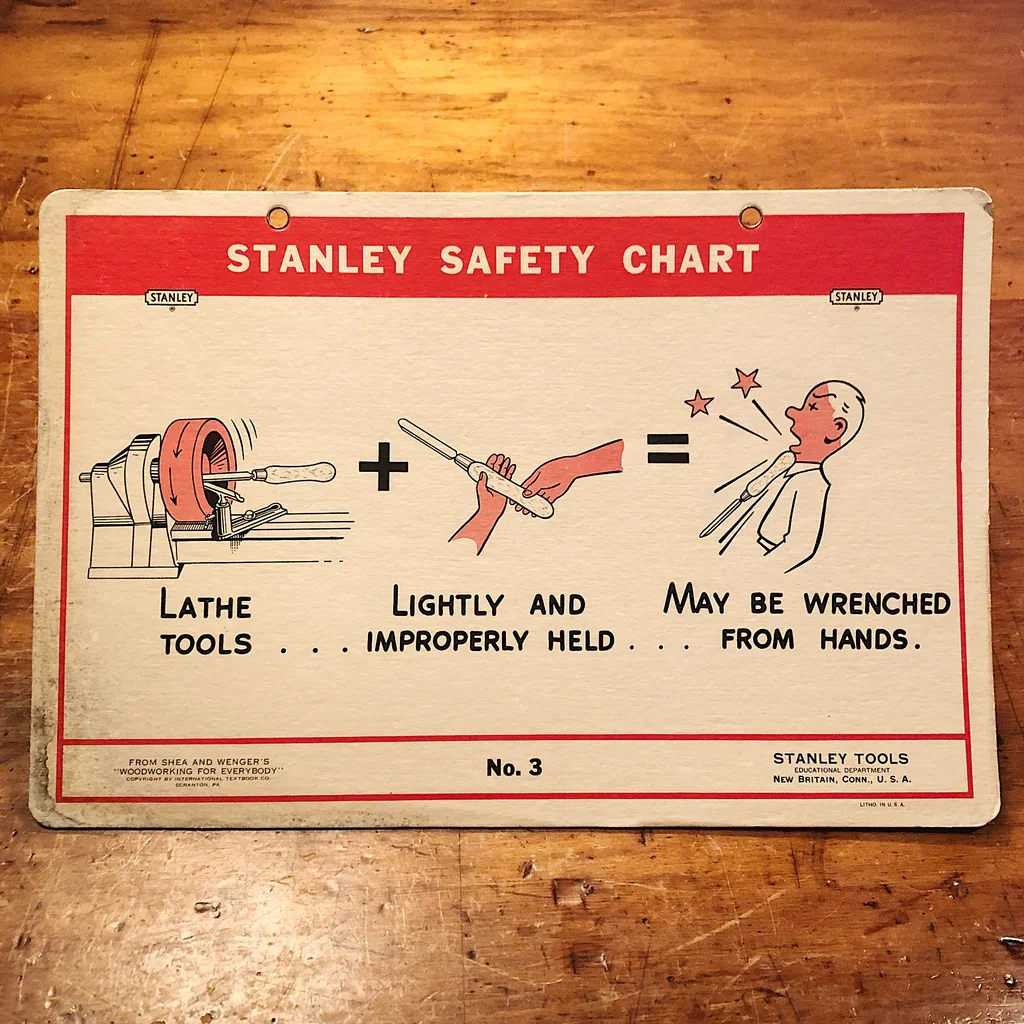 STANLEY SAFETY CHART
STANLEY
STANLEY
LATHE
TOOLS . . .
LIGHTLY AND
IMPROPERLY HELD . . .
MAY BE WRENCHED
FROM HANDS.
FROM SHEA AND WENGER'S
"WOODWORKING FOR EVERYBODY"
COPYRIGHT BY INTERNATIONAL TEXTBOOK CO.
SCRANTON, PA.
No. 3
STANLEY TOOLS
EDUCATIONAL DEPARTMENT
NEW BRITAIN, CONN., U. S. A.
LITHO. IN U. S. A.